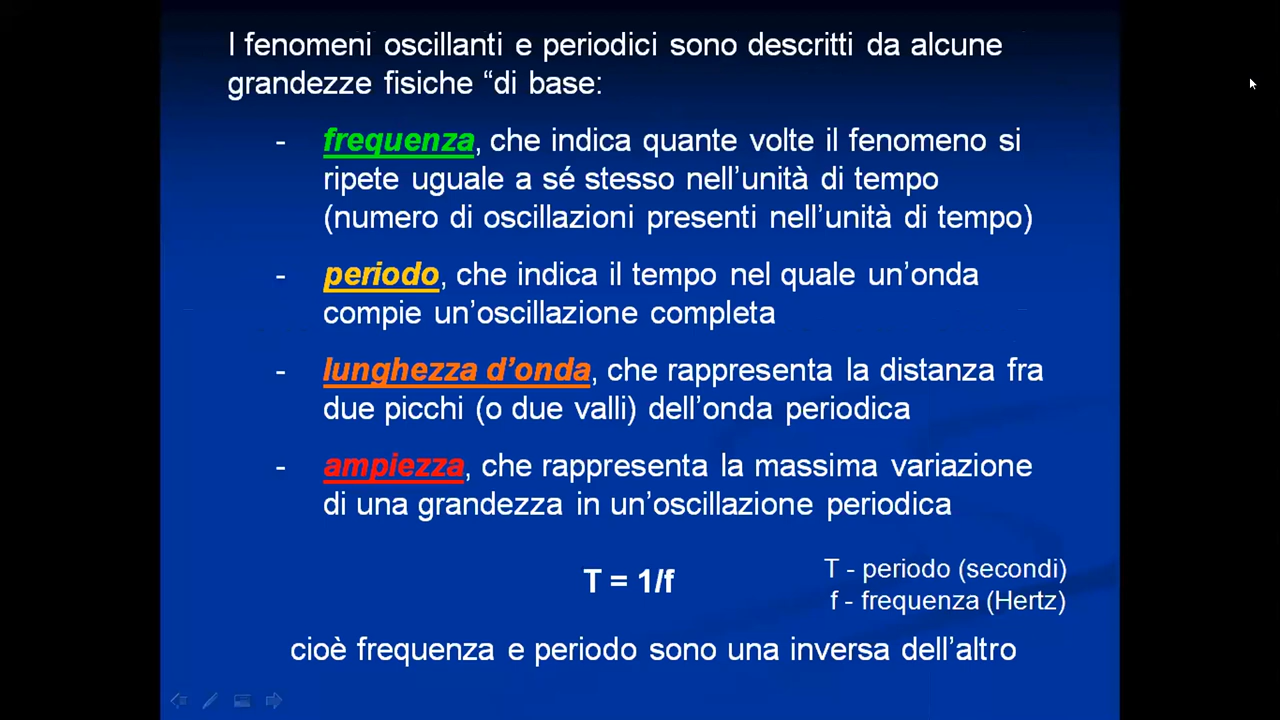 I fenomeni oscillanti e periodici sono descritti da alcune
grandezze fisiche “di base:
- frequenza, che indica quante volte il fenomeno si
ripete uguale a sé stesso nell’unità di tempo
(numero di oscillazioni presenti nell’unità di tempo)
- periodo, che indica il tempo nel quale un’onda
compie un’oscillazione completa
- lunghezza d’onda, che rappresenta la distanza fra
due picchi (o due valli) dell’onda periodica
- ampiezza, che rappresenta la massima variazione
di una grandezza in un’oscillazione periodica
T = 1/f
T - periodo (secondi)
f - frequenza (Hertz)
cioè frequenza e periodo sono una inversa dell’altro